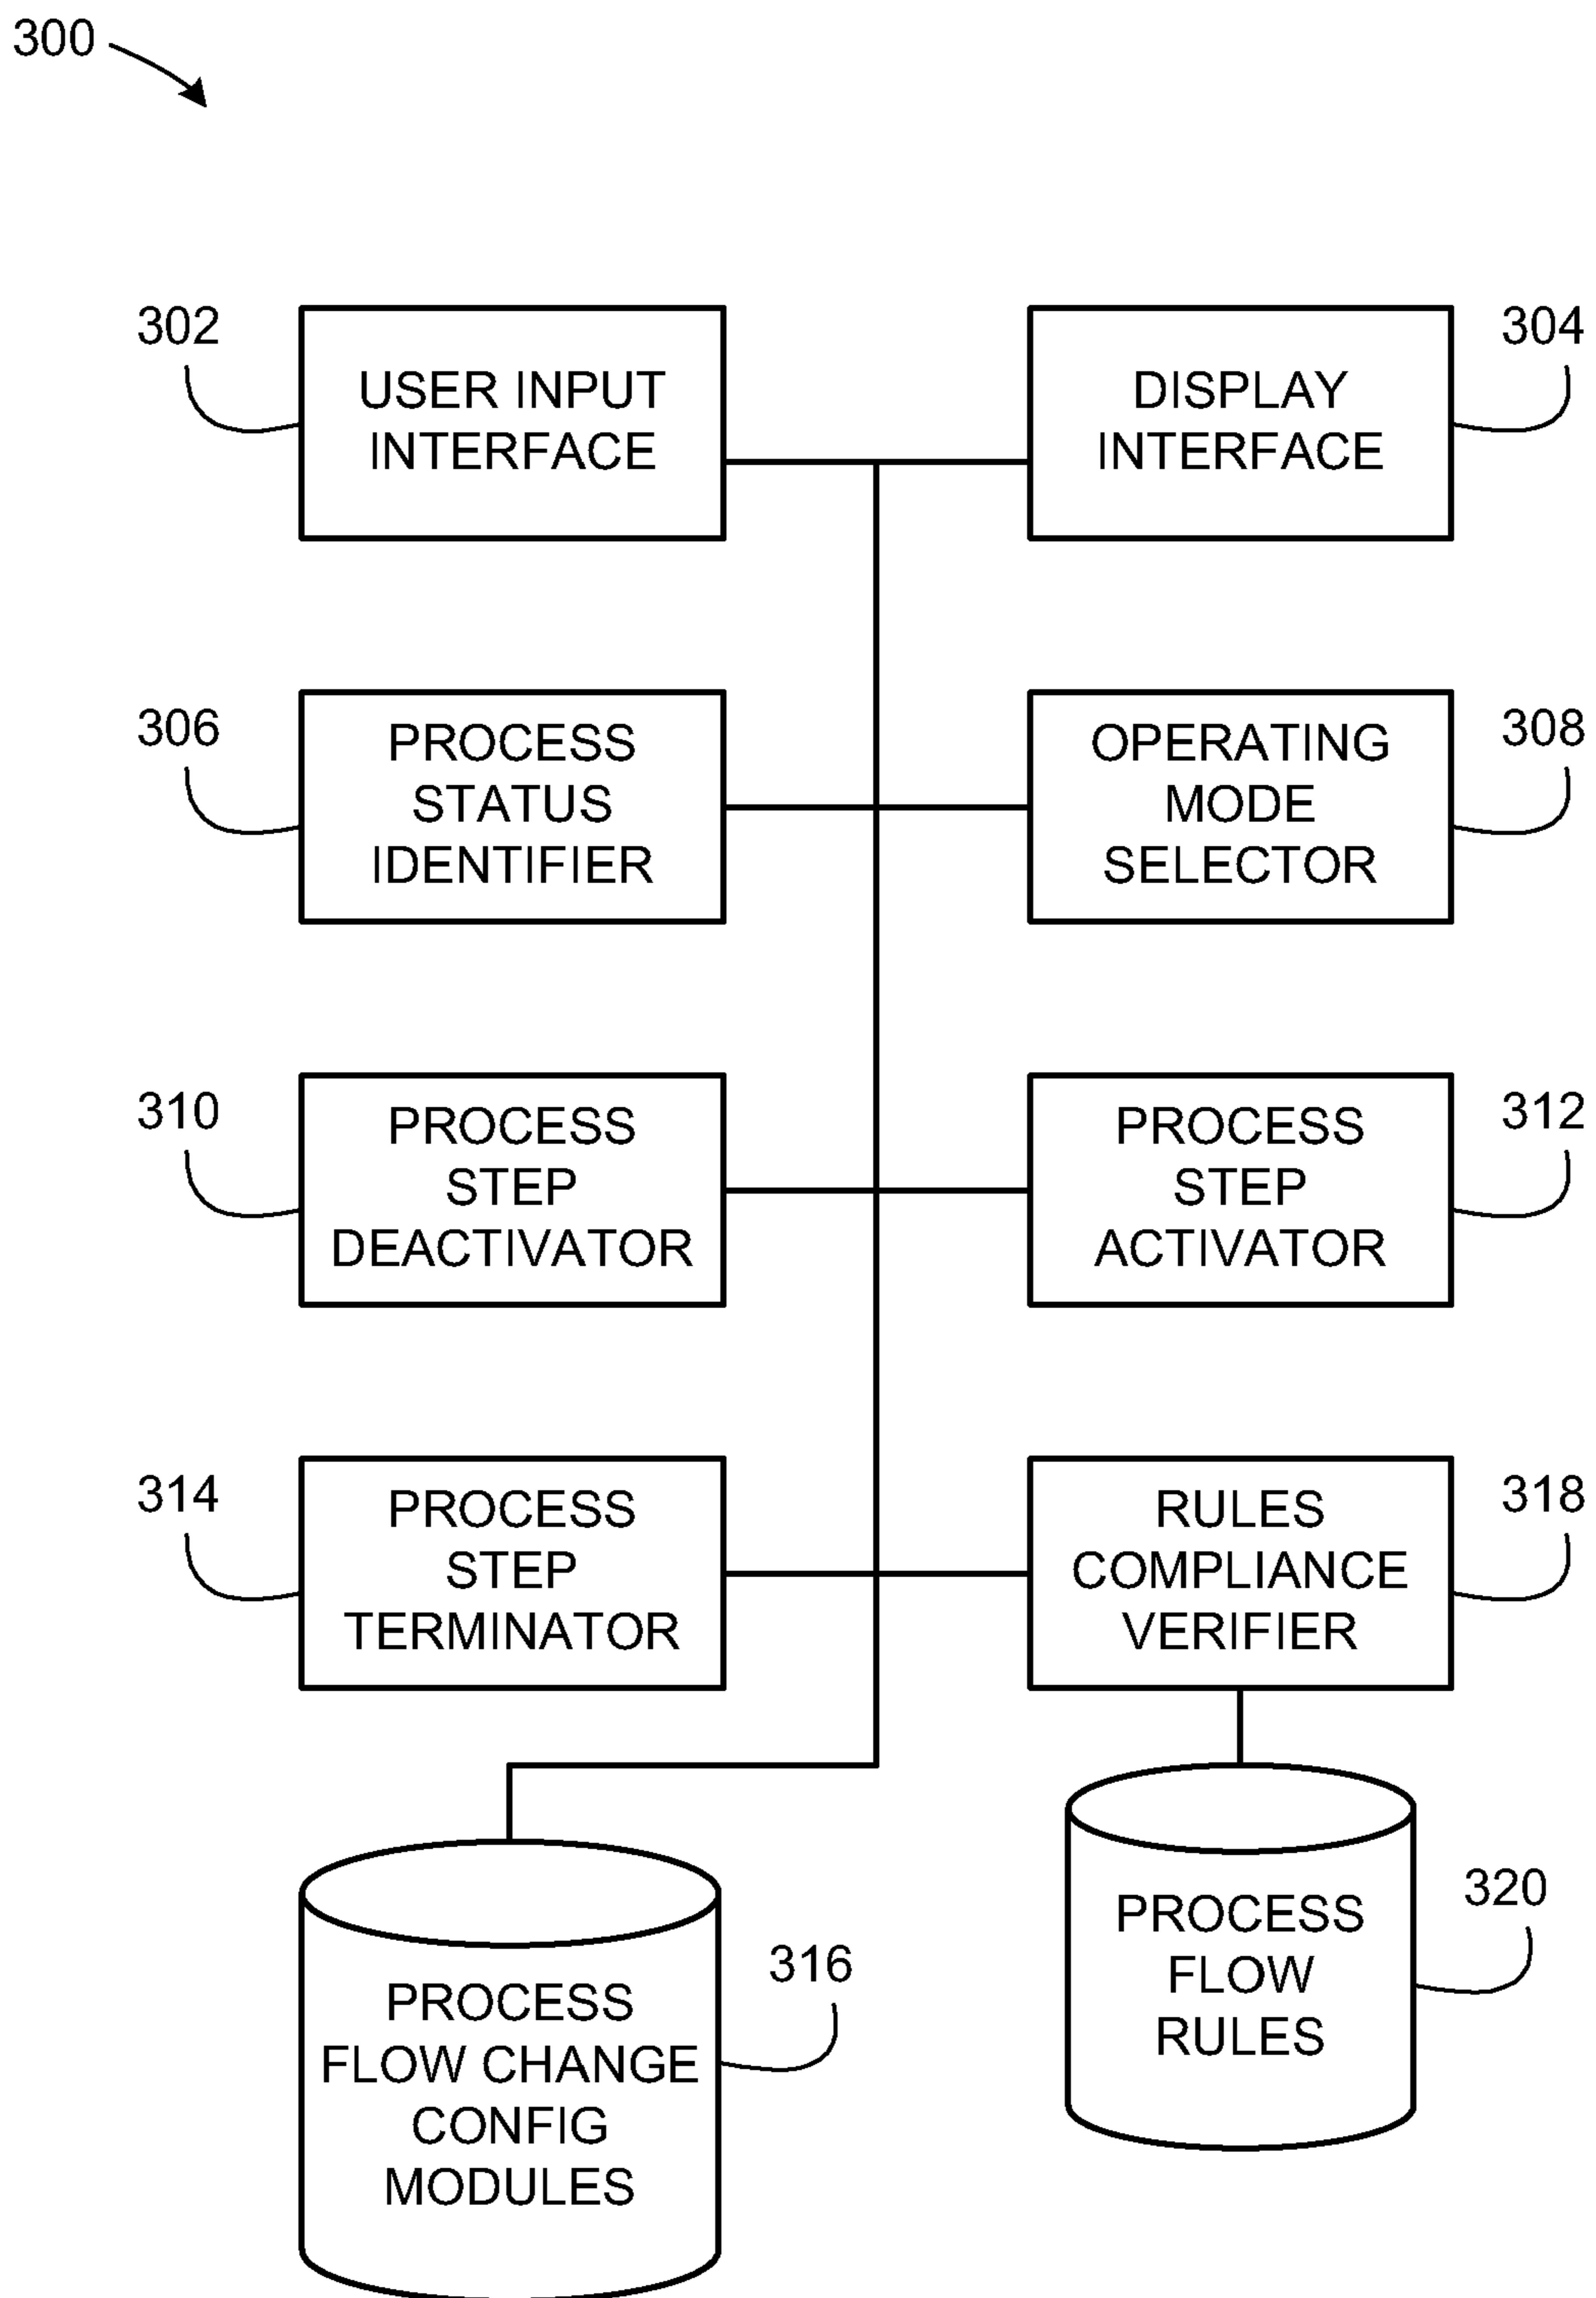 300
302
USER INPUT
INTERFACE
304
DISPLAY
INTERFACE
306
PROCESS
STATUS
IDENTIFIER
308
OPERATING
MODE
SELECTOR
310
PROCESS
STEP
DEACTIVATOR
312
PROCESS
STEP
ACTIVATOR
314
PROCESS
STEP
TERMINATOR
318
RULES
COMPLIANCE
VERIFIER
316
PROCESS
FLOW CHANGE
CONFIG
MODULES
320
PROCESS
FLOW
RULES